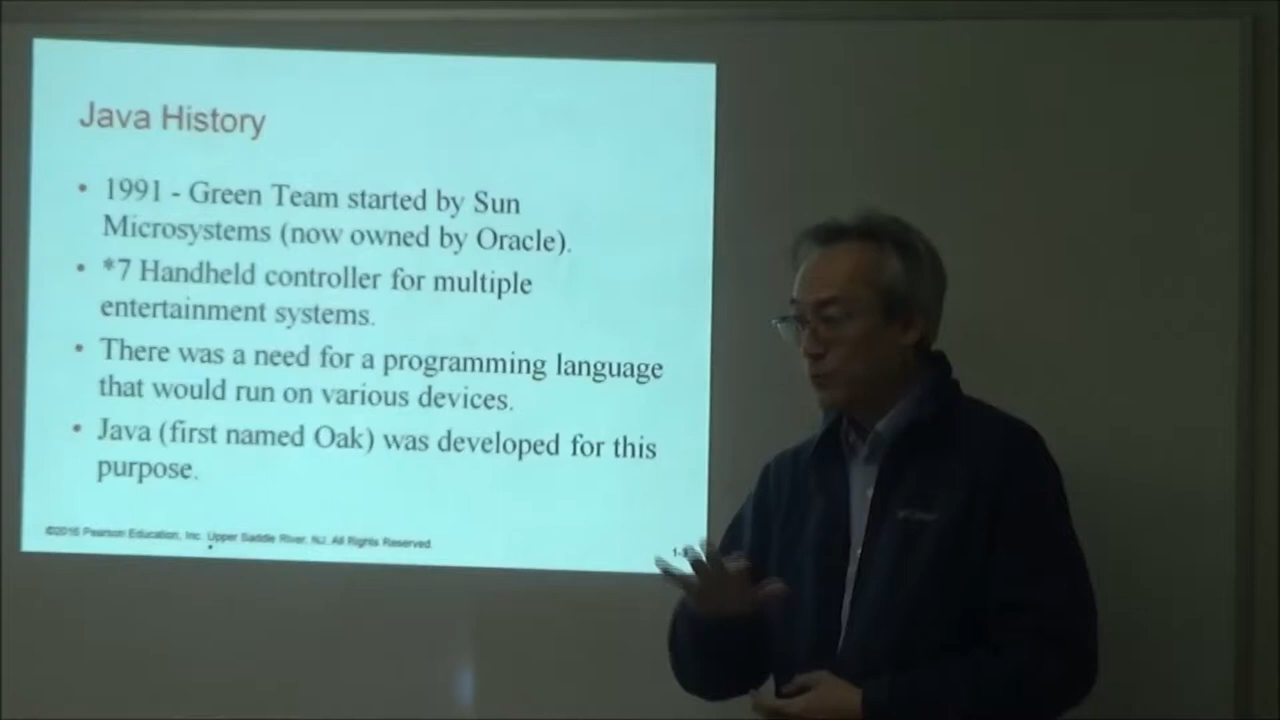 Java History
• 1991 - Green Team started by Sun
Microsystems (now owned by Oracle).
• *7 Handheld controller for multiple
entertainment systems.
• There was a need for a programming language
that would run on various devices.
• Java (first named Oak) was developed for this
purpose.
©2016 Pearson Education, Inc. Upper Saddle River, NJ. All Rights Reserved.